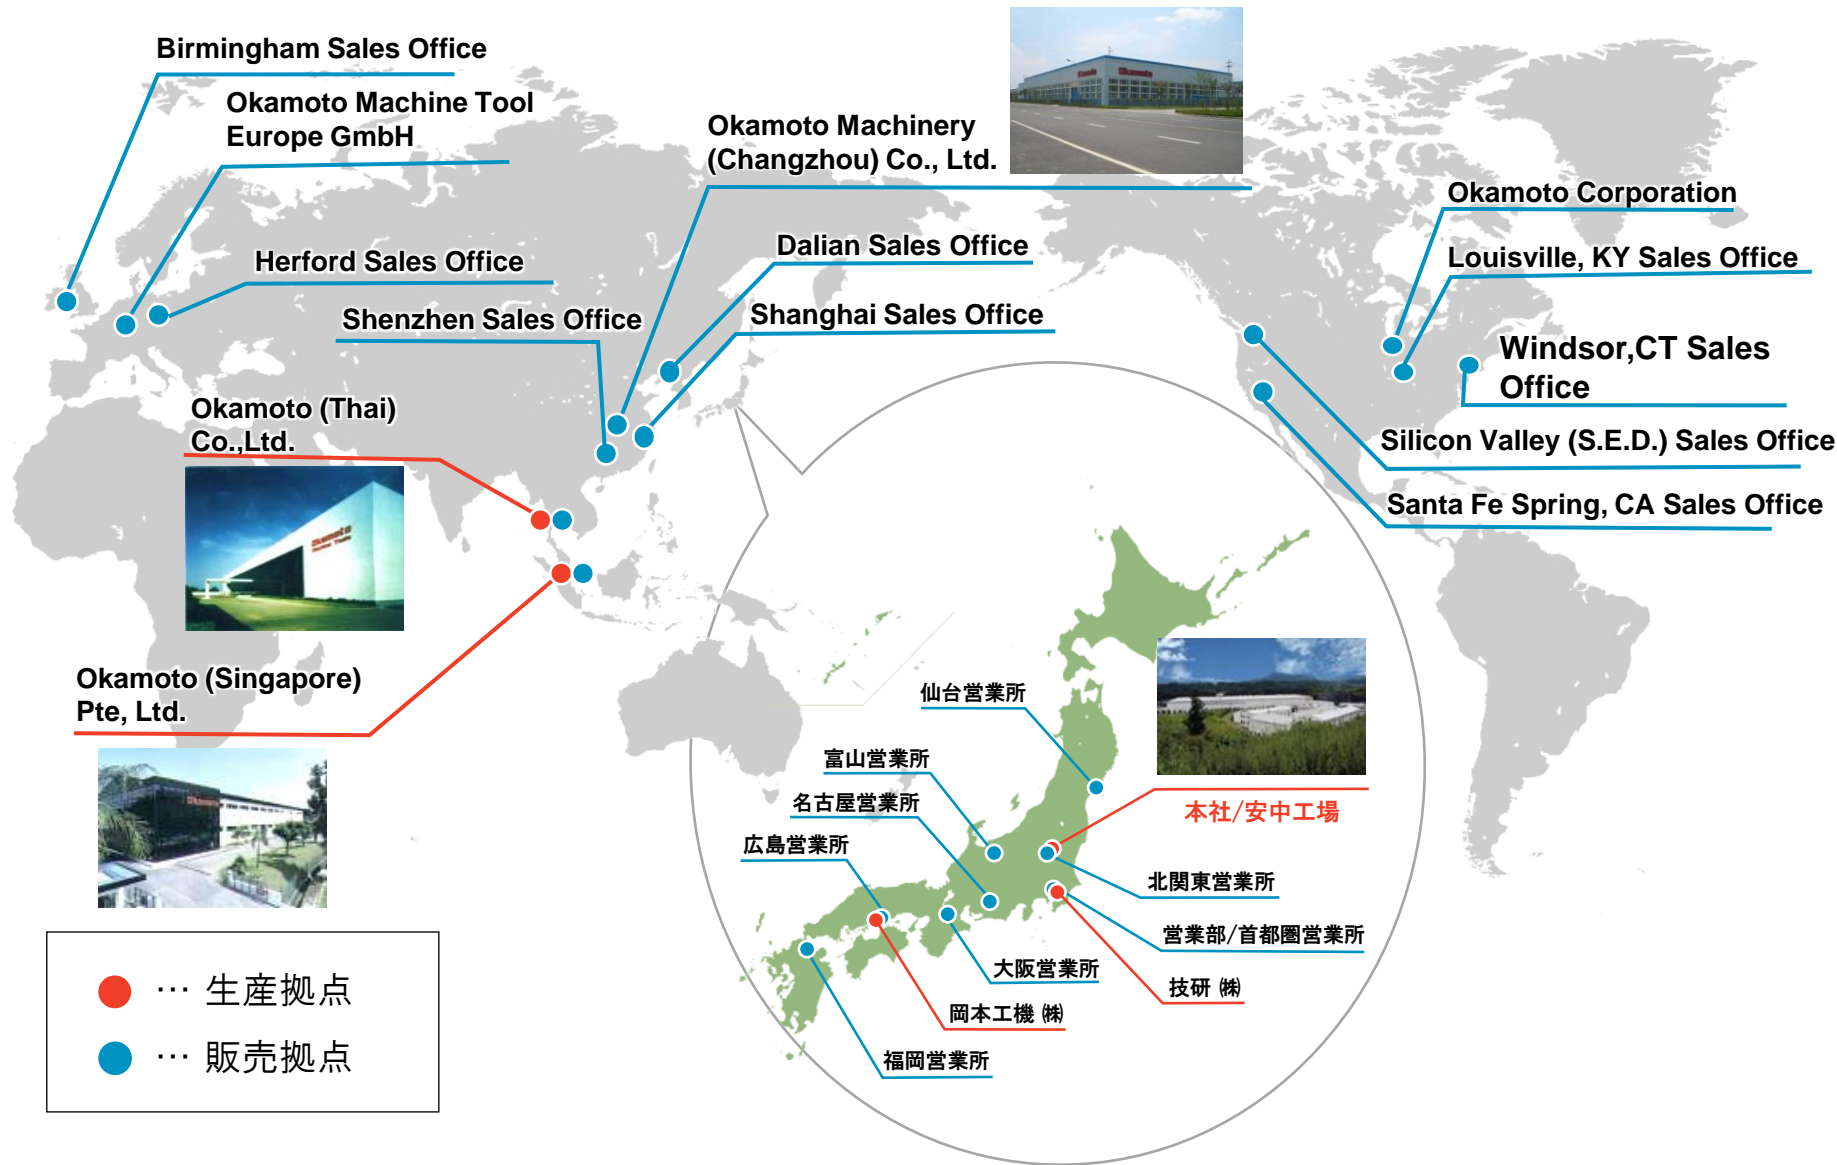 Birmingham Sales Office
Okamoto Machine Tool
Europe GmbH
Okamoto Machinery
(Changzhou) Co., Ltd.
Okamoto
Okamoto Corporation
Herford Sales Office
Dalian Sales Office
Louisville, KY Sales Office
Shenzhen Sales Office
Shanghai Sales Office
Windsor,CT Sales
Office
Okamoto (Thai)
Co.,Ltd.
Okamoto
Silicon Valley (S.E.D.) Sales Office
Santa Fe Spring, CA Sales Office
Okamoto (Singapore)
Pte, Ltd.
Okamoto
仙台営業所
富山営業所
名古屋営業所
広島営業所
本社/安中工場
北関東営業所
営業部/首都圏営業所
大阪営業所
技研 ㈱
岡本工機 ㈱
福岡営業所
… 生産拠点
… 販売拠点